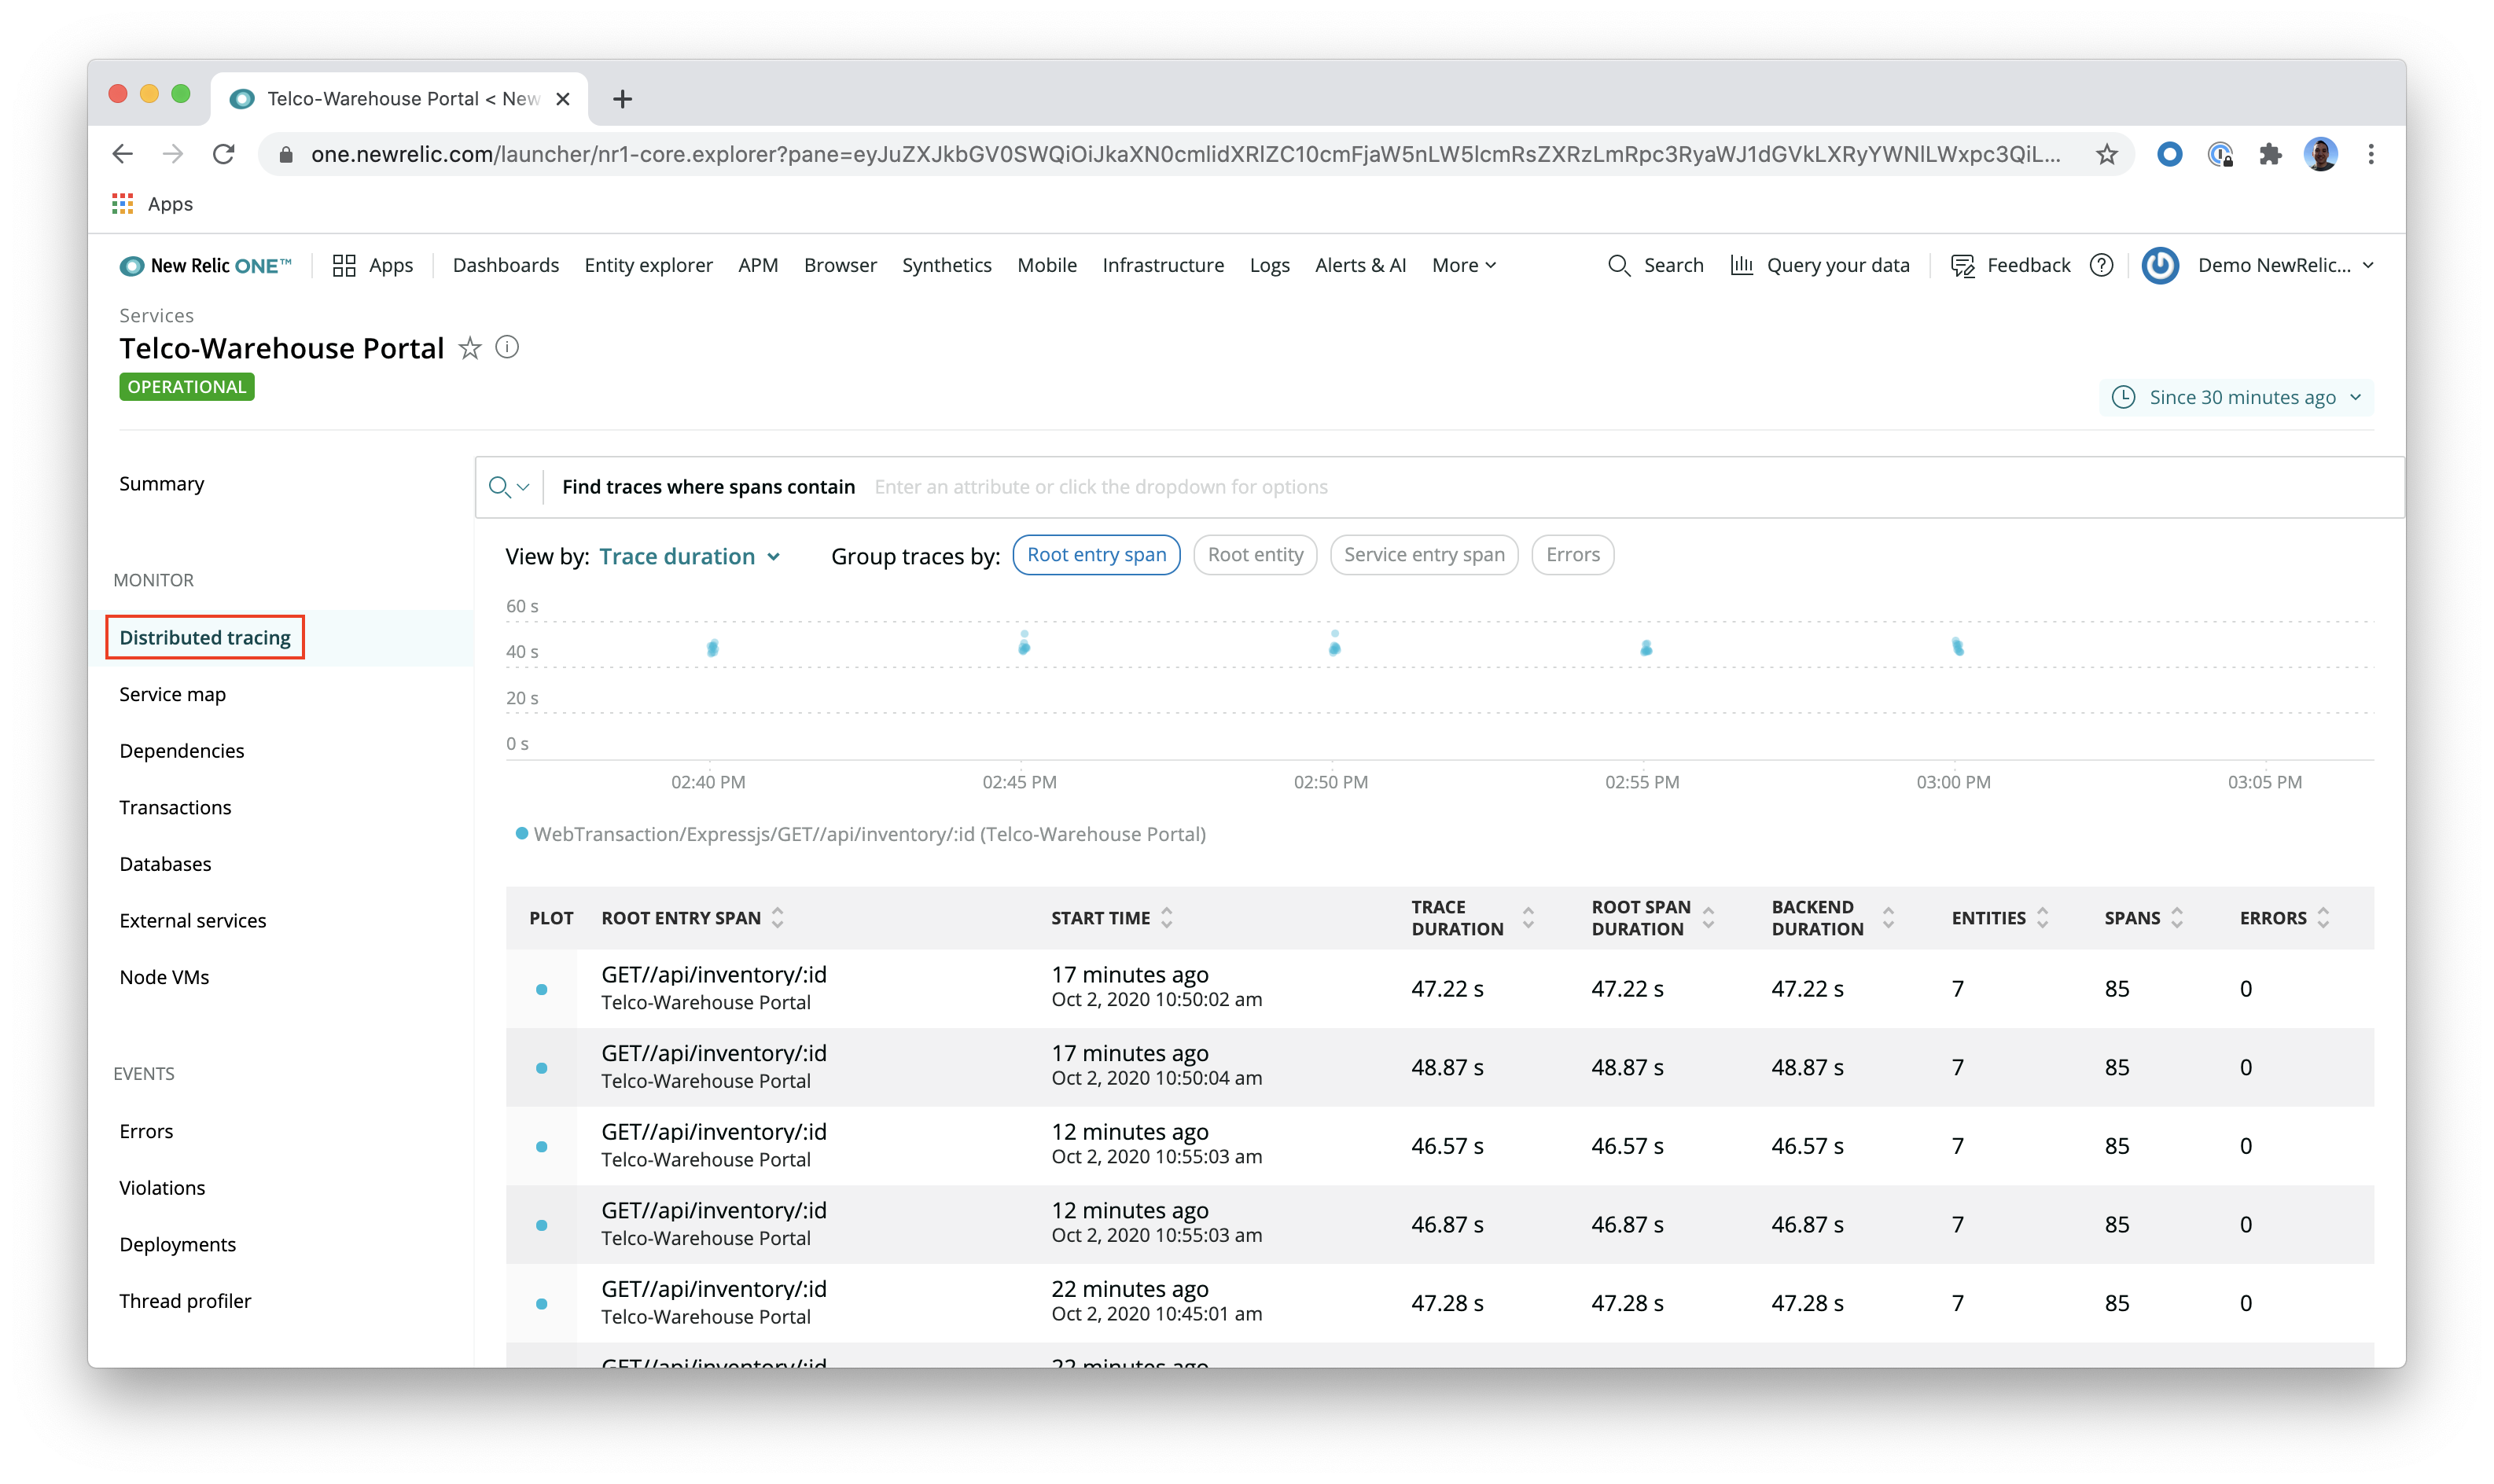 Telco-Warehouse Portal < New
one.newrelic.com/launcher/nr1-core.explorer?pane=eyJuZXJkbGV0SWQiOiJkaXN0cmlidXRlZC10cmFjaW5nLW5lcmRsZXRzLmRpc3RyaWJ1dGVkLXRyYWNlLWxpc3QiL...
Apps
New Relic ONE™ Apps Dashboards Entity explorer APM Browser Synthetics Mobile Infrastructure Logs Alerts & AI More Search Query your data Feedback ? Demo NewRelic...
Services
Telco-Warehouse Portal
OPERATIONAL
Since 30 minutes ago
Summary
MONITOR
Distributed tracing
Service map
Dependencies
Transactions
Databases
External services
Node VMs
EVENTS
Errors
Violations
Deployments
Thread profiler
Find traces where spans contain Enter an attribute or click the dropdown for options
View by: Trace duration Group traces by: Root entry span Root entity Service entry span Errors
60 s
40 s
20 s
0 s
02:40 PM 02:45 PM 02:50 PM 02:55 PM 03:00 PM 03:05 PM
WebTransaction/Expressjs/GET//api/inventory/:id (Telco-Warehouse Portal)
PLOT ROOT ENTRY SPAN START TIME TRACE DURATION ROOT SPAN DURATION BACKEND DURATION ENTITIES SPANS ERRORS
GET//api/inventory/:id 17 minutes ago 47.22 s 47.22 s 47.22 s 7 85 0
Telco-Warehouse Portal Oct 2, 2020 10:50:02 am
GET//api/inventory/:id 17 minutes ago 48.87 s 48.87 s 48.87 s 7 85 0
Telco-Warehouse Portal Oct 2, 2020 10:50:04 am
GET//api/inventory/:id 12 minutes ago 46.57 s 46.57 s 46.57 s 7 85 0
Telco-Warehouse Portal Oct 2, 2020 10:55:03 am
GET//api/inventory/:id 12 minutes ago 46.87 s 46.87 s 46.87 s 7 85 0
Telco-Warehouse Portal Oct 2, 2020 10:55:03 am
GET//api/inventory/:id 22 minutes ago 47.28 s 47.28 s 47.28 s 7 85 0
Telco-Warehouse Portal Oct 2, 2020 10:45:01 am
GET//api/inventory/:id 22 minutes ago